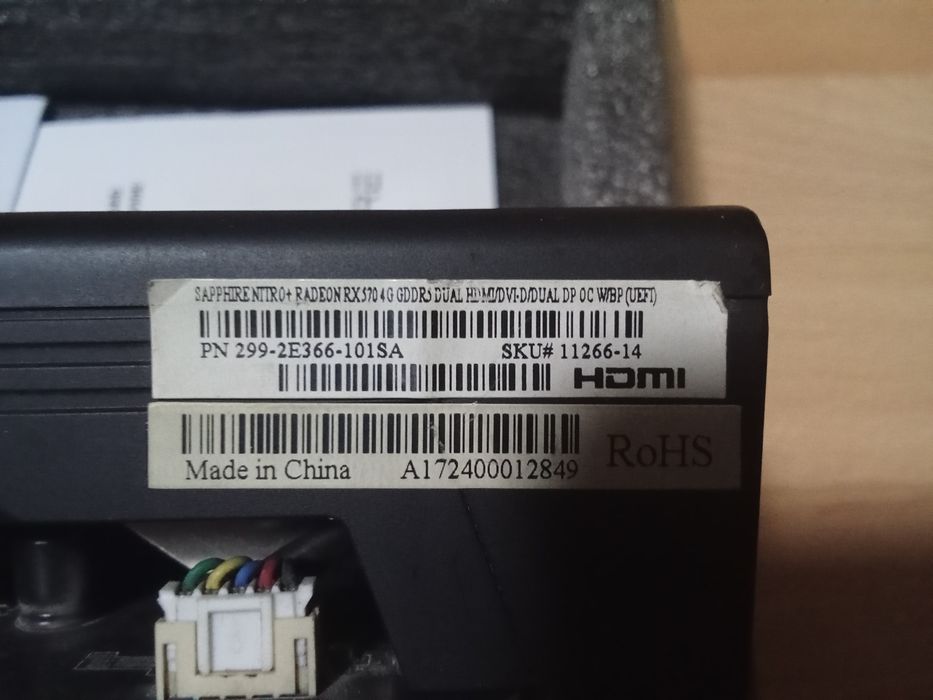 SAPPHIRE NITRO+ RADEON RX 570 4G GDDR5 DUAL HDMI/DVI-D/DUAL DP OC W/BP (UEFI)
PN 299-2E366-101SA SKU# 11266-14
HDMI
Made in China A172400012849 RoHS